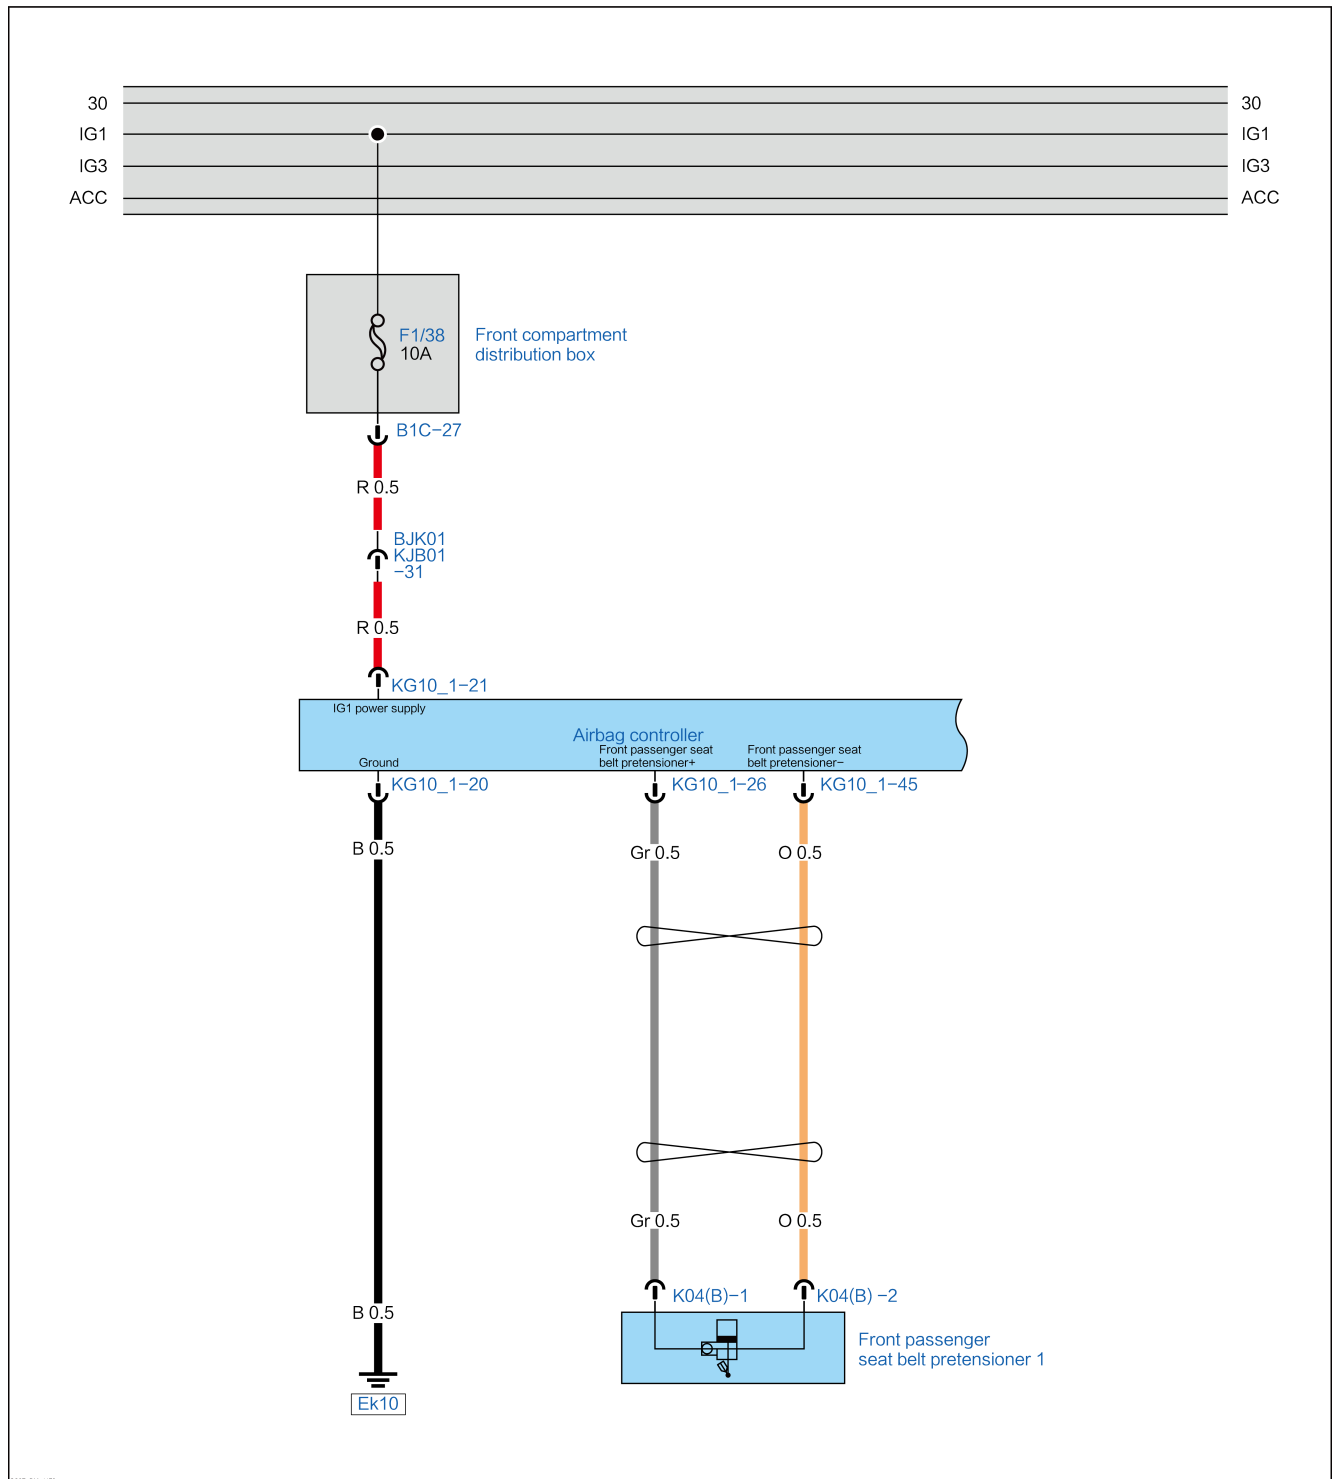 30 30
IG1 IG1
IG3 IG3
ACC ACC
F1/38
10A
Front compartment
distribution box
B1C-27
R 0.5
BJK01
KJB01
-31
R 0.5
KG10_1-21
IG1 power supply
Airbag controller
Ground
Front passenger seat
belt pretensioner+
Front passenger seat
belt pretensioner-
KG10_1-20
KG10_1-26
KG10_1-45
B 0.5
Gr 0.5
O 0.5
Gr 0.5
O 0.5
K04(B)-1
K04(B) -2
B 0.5
Front passenger
seat belt pretensioner 1
Ek10